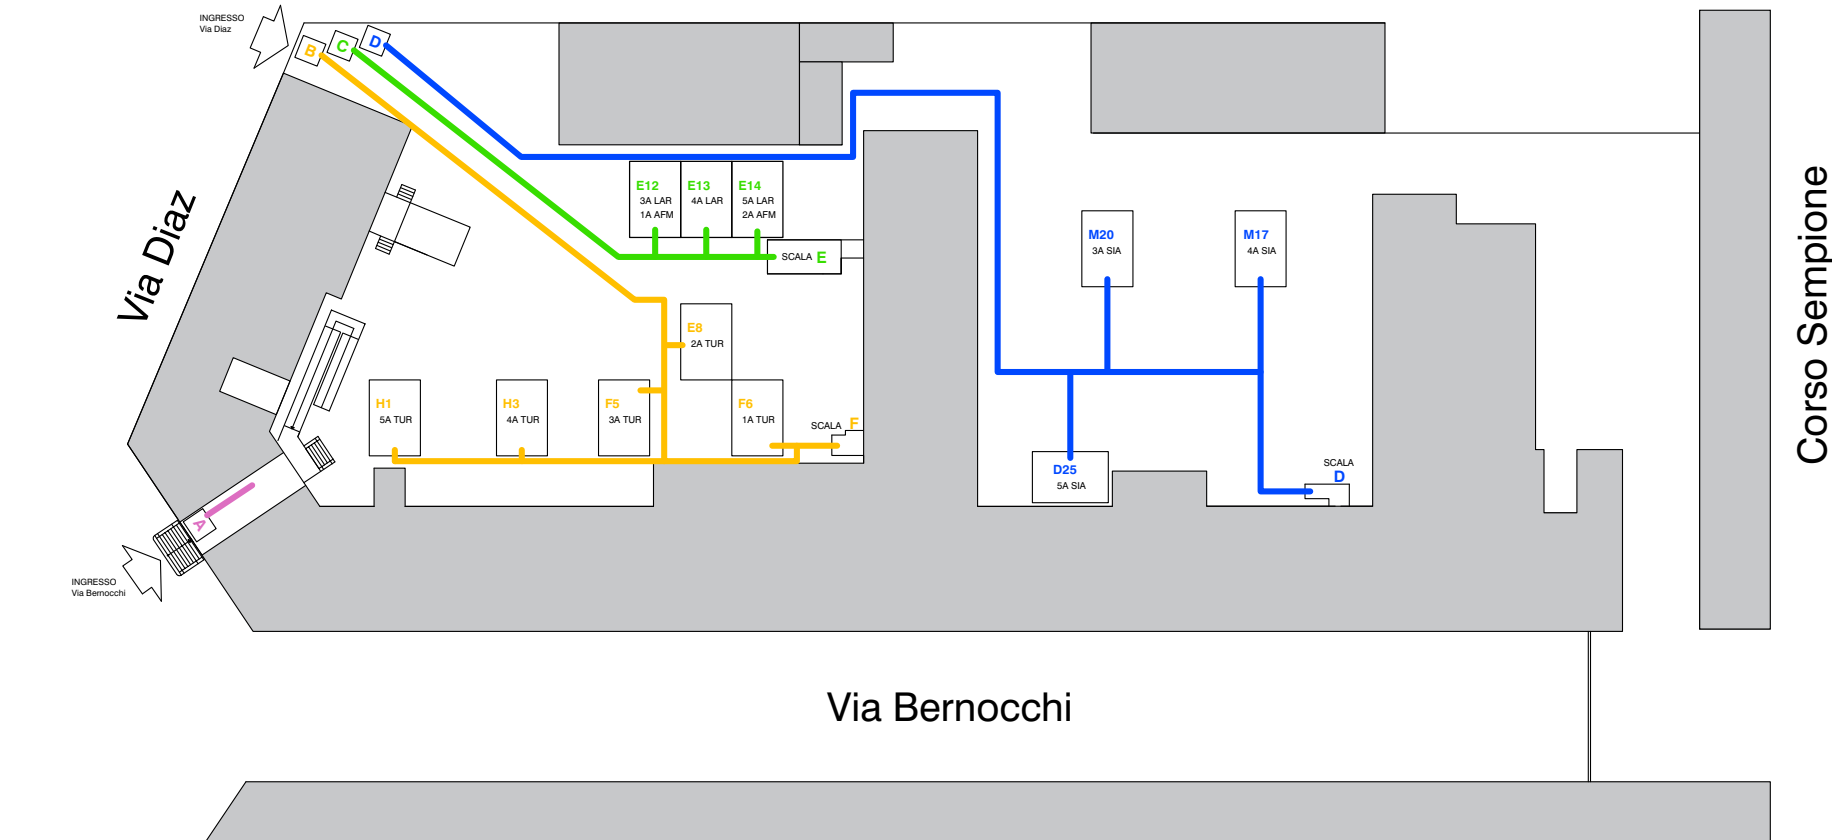 INGRESSO
Via Diaz
B
C
D
Via Diaz
E12
3A LAR
1A AFM
E13
4A LAR
E14
5A LAR
2A AFM
SCALA E
M20
3A SIA
M17
4A SIA
Corso Sempione
E8
2A TUR
H1
5A TUR
H3
4A TUR
F5
3A TUR
F6
1A TUR
SCALA F
D25
5A SIA
SCALA
D
A
INGRESSO
Via Bernocchi
Via Bernocchi